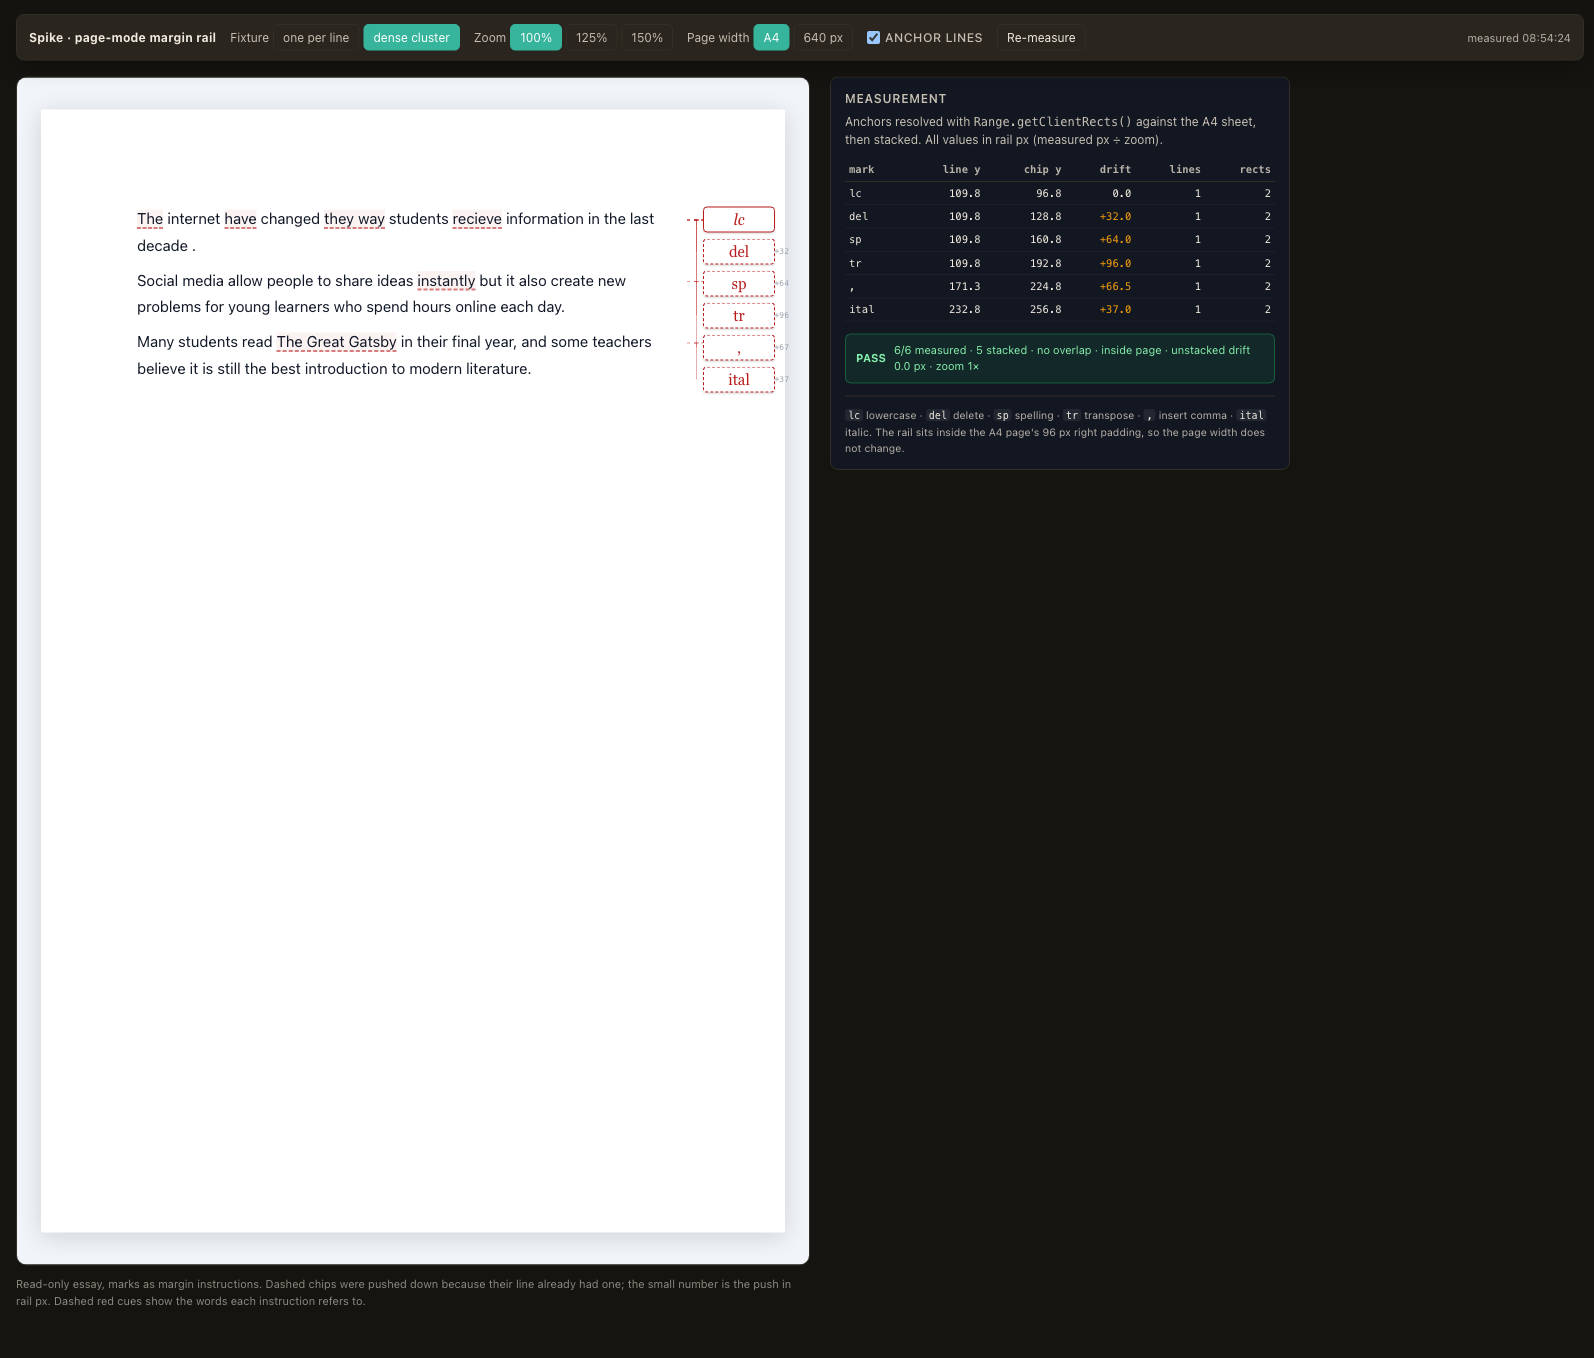 Spike · page-mode margin rail Fixture one per line dense cluster Zoom 100% 125% 150% Page width A4 640 px ANCHOR LINES Re-measure measured 08:54:24
The internet have changed they way students recieve information in the last
decade .
Social media allow people to share ideas instantly but it also create new
problems for young learners who spend hours online each day.
Many students read The Great Gatsby in their final year, and some teachers
believe it is still the best introduction to modern literature.
lc
del +32
sp +64
tr +96
, +67
ital +37
MEASUREMENT
Anchors resolved with Range.getClientRects() against the A4 sheet,
then stacked. All values in rail px (measured px ÷ zoom).
mark line y chip y drift lines rects
lc 109.8 96.8 0.0 1 2
del 109.8 128.8 +32.0 1 2
sp 109.8 160.8 +64.0 1 2
tr 109.8 192.8 +96.0 1 2
, 171.3 224.8 +66.5 1 2
ital 232.8 256.8 +37.0 1 2
PASS 6/6 measured · 5 stacked · no overlap · inside page · unstacked drift
0.0 px · zoom 1×
lc lowercase · del delete · sp spelling · tr transpose · , insert comma · ital
italic. The rail sits inside the A4 page's 96 px right padding, so the page width does
not change.
Read-only essay, marks as margin instructions. Dashed chips were pushed down because their line already had one; the small number is the push in
rail px. Dashed red cues show the words each instruction refers to.